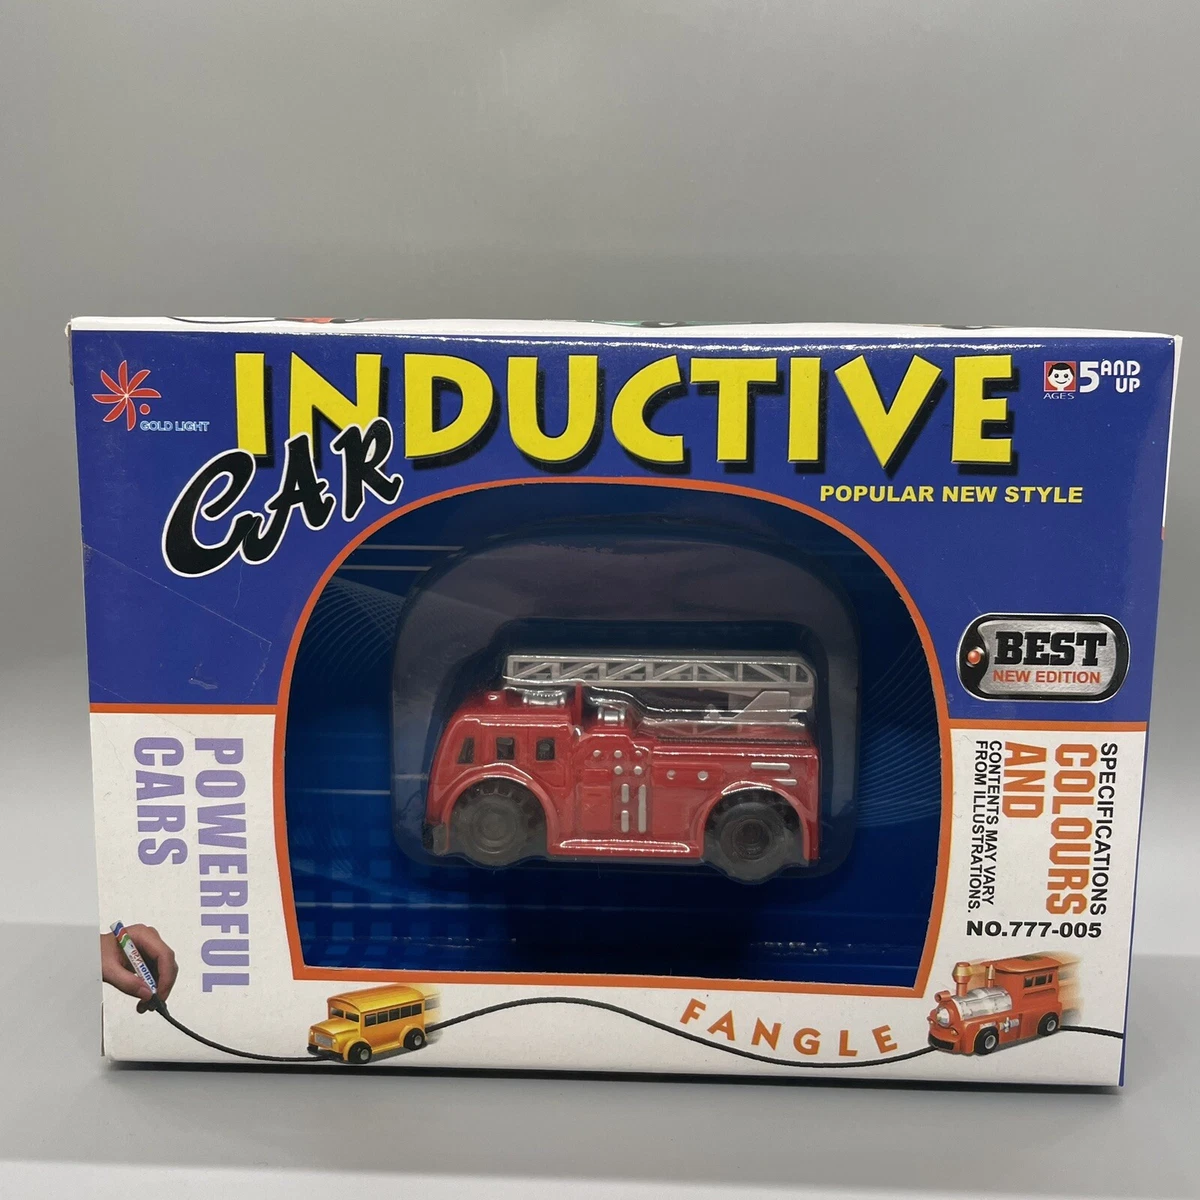 INDUCTIVE
CAR
GOLD LIGHT
5 AND UP
AGES
POPULAR NEW STYLE
BEST
NEW EDITION
POWERFUL
CARS
SPECIFICATIONS
COLOURS
AND
CONTENTS MAY VARY
FROM ILLUSTRATIONS.
NO.777-005
FANGLE